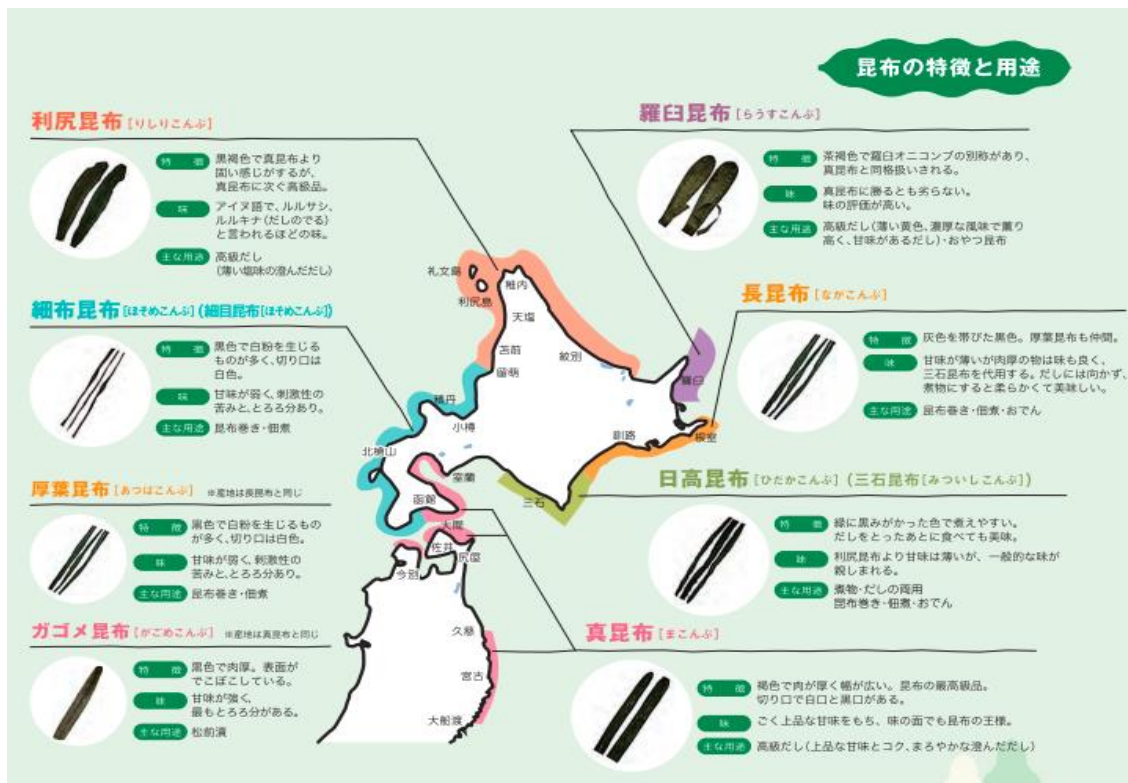 昆布の特徴と用途
利尻昆布 [りしりこんぶ]
特 徴
黒褐色で真昆布より
固い感じがするが、
真昆布に次ぐ高級品。
味
アイヌ語で、ルルサシ、
ルルキナ(だしのでる)
と言われるほどの味。
主な用途
高級だし
(薄い塩味の澄んだだし)
細布昆布 [ほそめこんぶ] (細目昆布[ほそめこんぶ])
特 徴
黒色で白粉を生じる
ものが多く、切り口は
白色。
味
甘味が弱く、刺激性の
苦みと、とろろ分あり。
主な用途
昆布巻き・佃煮
厚葉昆布 [あつばこんぶ] ※産地は長昆布と同じ
特 徴
黒色で白粉を生じるもの
が多く、切り口は白色。
味
甘味が弱く、刺激性の
苦みと、とろろ分あり。
主な用途
昆布巻き・佃煮
ガゴメ昆布 [がごめこんぶ] ※産地は真昆布と同じ
特 徴
黒色で肉厚。表面が
でこぼこしている。
味
甘味が強く、
最もとろろ分がある。
主な用途
松前漬
羅臼昆布 [らうすこんぶ]
特 徴
茶褐色で羅臼オニコンブの別称があり、
真昆布と同格扱いされる。
味
真昆布に勝るとも劣らない。
味の評価が高い。
主な用途
高級だし(薄い黄色、濃厚な風味で薫り
高く、甘味があるだし)・おやつ昆布
長昆布 [ながこんぶ]
特 徴
灰色を帯びた黒色。厚葉昆布も仲間。
味
甘味が薄いが肉厚の物は味も良く、
三石昆布を代用する。だしには向かず、
煮物にすると柔らかくて美味しい。
主な用途
昆布巻き・佃煮・おでん
日高昆布 [ひだかこんぶ] (三石昆布[みついしこんぶ])
特 徴
緑に黒みがかった色で煮えやすい。
だしをとったあとに食べても美味。
味
利尻昆布より甘味は薄いが、一般的な味が
親しまれる。
主な用途
煮物・だしの両用
昆布巻き・佃煮・おでん
真昆布 [まこんぶ]
特 徴
褐色で肉が厚く幅が広い。昆布の最高級品。
切り口で白口と黒口がある。
味
ごく上品な甘味をもち、味の面でも昆布の王様。
主な用途
高級だし(上品な甘味とコク、まろやかな澄んだだし)
礼文島
利尻島
稚内
天塩
苫前
留萌
紋別
羅臼
積丹
小樽
釧路
根室
北檜山
室蘭
三石
函館
大間
佐井
尻屋
今別
久慈
宮古
大船渡